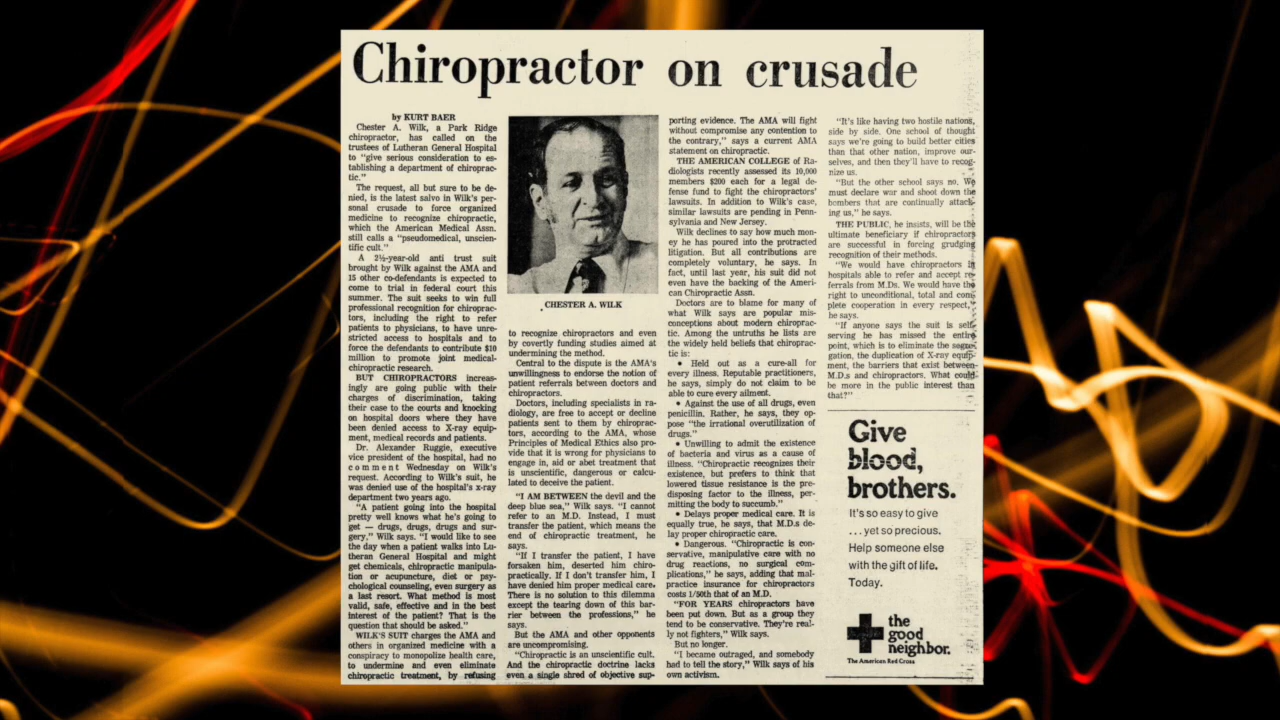 Chiropractor on crusade
by KURT BAER
Chester A. Wilk, a Park Ridge
chiropractor, has called on the
trustees of Lutheran General Hospital
to "give serious consideration to es-
tablishing a department of chiroprac-
tic."
The request, all but sure to be de-
nied, is the latest salvo in Wilk's per-
sonal crusade to force organized
medicine to recognize chiropractic,
which the American Medical Assn.
still calls a "pseudomedical, unscien-
tific cult."
A 2½-year-old anti trust suit
brought by Wilk against the AMA and
15 other co-defendants is expected to
come to trial in federal court this
summer. The suit seeks to win full
professional recognition for chiroprac-
tors, including the right to refer
patients to physicians, to have unre-
stricted access to hospitals and to
force the defendants to contribute $10
million to promote joint medical-
chiropractic research.
BUT CHIROPRACTORS increas-
ingly are going public with their
charges of discrimination, taking
their case to the courts and knocking
on hospital doors where they have
been denied access to X-ray equip-
ment, medical records and patients.
Dr. Alexander Ruggie, executive
vice president of the hospital, had no
comment Wednesday on Wilk's
request. According to Wilk's suit, he
was denied use of the hospital's x-ray
department two years ago.
"A patient going into the hospital
pretty well knows what he's going to
get — drugs, drugs, drugs and sur-
gery." Wilk says. "I would like to see
the day when a patient walks into Lu-
theran General Hospital and might
get chemicals, chiropractic manipula-
tion or acupuncture, diet or psy-
chological counseling, even surgery as
a last resort. What method is most
valid, safe, effective and in the best
interest of the patient? That is the
question that should be asked."
WILK'S SUIT charges the AMA and
others in organized medicine with a
conspiracy to monopolize health care,
to undermine and even eliminate
chiropractic treatment, by refusing
CHESTER A. WILK
to recognize chiropractors and even
by covertly funding studies aimed at
undermining the method.
Central to the dispute is the AMA's
unwillingness to endorse the notion of
patient referrals between doctors and
chiropractors.
Doctors, including specialists in ra-
diology, are free to accept or decline
patients sent to them by chiroprac-
tors, according to the AMA, whose
Principles of Medical Ethics also pro-
vide that it is wrong for physicians to
engage in, aid or abet treatment that
is unscientific, dangerous or calcu-
lated to deceive the patient.
"I AM BETWEEN the devil and the
deep blue sea," Wilk says. "I cannot
refer to an M.D. Instead, I must
transfer the patient, which means the
end of chiropractic treatment, he
says.
"If I transfer the patient, I have
forsaken him, deserted him chiro-
practically. If I don't transfer him, I
have denied him proper medical care.
There is no solution to this dilemma
except the tearing down of this bar-
rier between the professions," he
says.
But the AMA and other opponents
are uncompromising.
"Chiropractic is an unscientific cult.
And the chiropractic doctrine lacks
even a single shred of objective sup-
porting evidence. The AMA will fight
without compromise any contention to
the contrary," says a current AMA
statement on chiropractic.
THE AMERICAN COLLEGE of Ra-
diologists recently assessed its 10,000
members $200 each for a legal de-
fense fund to fight the chiropractors'
lawsuits. In addition to Wilk's case,
similar lawsuits are pending in Penn-
sylvania and New Jersey.
Wilk declines to say how much mon-
ey he has poured into the protracted
litigation. But all contributions are
completely voluntary, he says. In
fact, until last year, his suit did not
even have the backing of the Ameri-
can Chiropractic Assn.
Doctors are to blame for many of
what Wilk says are popular mis-
conceptions about modern chiroprac-
tic. Among the untruths he lists are
the widely held beliefs that chiroprac-
tic is:
• Held out as a cure-all for
every illness. Reputable practitioners,
he says, simply do not claim to be
able to cure every ailment.
• Against the use of all drugs, even
penicillin. Rather, he says, they op-
pose "the irrational overutilization of
drugs."
• Unwilling to admit the existence
of bacteria and virus as a cause of
illness. "Chiropractic recognizes their
existence, but prefers to think that
lowered tissue resistance is the pre-
disposing factor to the illness, per-
mitting the body to succumb."
• Delays proper medical care. It is
equally true, he says, that M.D.s de-
lay proper chiropractic care.
• Dangerous. "Chiropractic is con-
servative, manipulative care with no
drug reactions, no surgical com-
plications," he says, adding that mal-
practice insurance for chiropractors
costs 1/50th that of an M.D.
"FOR YEARS chiropractors have
been put down. But as a group they
tend to be conservative. They're real-
ly not fighters," Wilk says.
But no longer.
"I became outraged, and somebody
had to tell the story," Wilk says of his
own activism.
"It's like having two hostile nations,
side by side. One school of thought
says we're going to build better cities
than that other nation, improve our-
selves, and then they'll have to recog-
nize us.
"But the other school says no. We
must declare war and shoot down the
bombers that are continually attack-
ing us," he says.
THE PUBLIC, he insists, will be the
ultimate beneficiary if chiropractors
are successful in forcing grudging
recognition of their methods.
"We would have chiropractors in
hospitals able to refer and accept re-
ferrals from M.Ds. We would have the
right to unconditional, total and com-
plete cooperation in every respect,"
he says.
"If anyone says the suit is self-
serving he has missed the entire
point, which is to eliminate the segre-
gation, the duplication of X-ray equip-
ment, the barriers that exist between
M.D.s and chiropractors. What could
be more in the public interest than
that?"
Give
blood,
brothers.
It's so easy to give
... yet so precious.
Help someone else
with the gift of life.
Today.
the
good
neighbor.
The American Red Cross